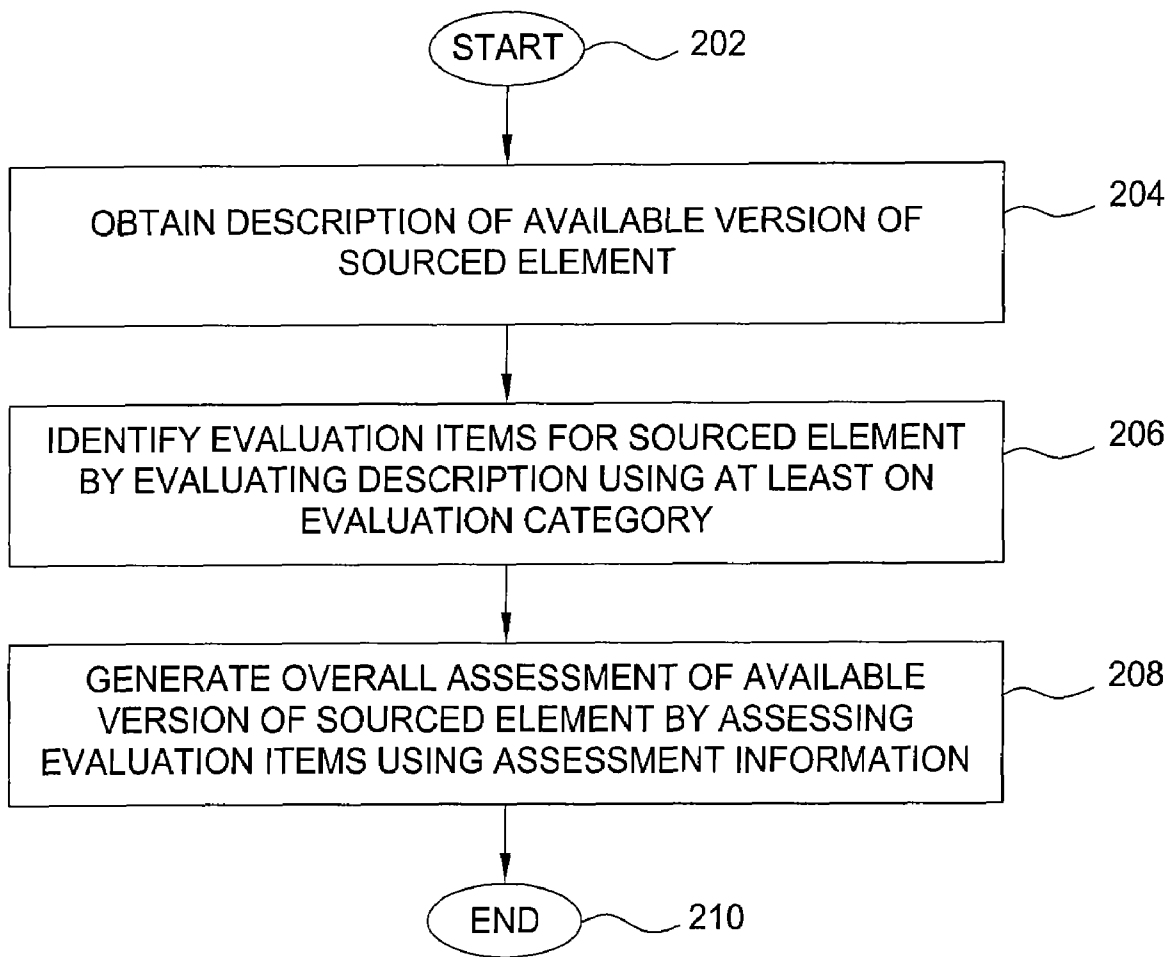 START
202
OBTAIN DESCRIPTION OF AVAILABLE VERSION OF
SOURCED ELEMENT
204
IDENTIFY EVALUATION ITEMS FOR SOURCED ELEMENT
BY EVALUATING DESCRIPTION USING AT LEAST ON
EVALUATION CATEGORY
206
GENERATE OVERALL ASSESSMENT OF AVAILABLE
VERSION OF SOURCED ELEMENT BY ASSESSING
EVALUATION ITEMS USING ASSESSMENT INFORMATION
208
END
210